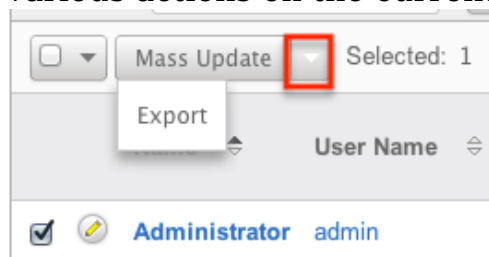 Mass Update Selected: 1
Export
User Name
Administrator admin